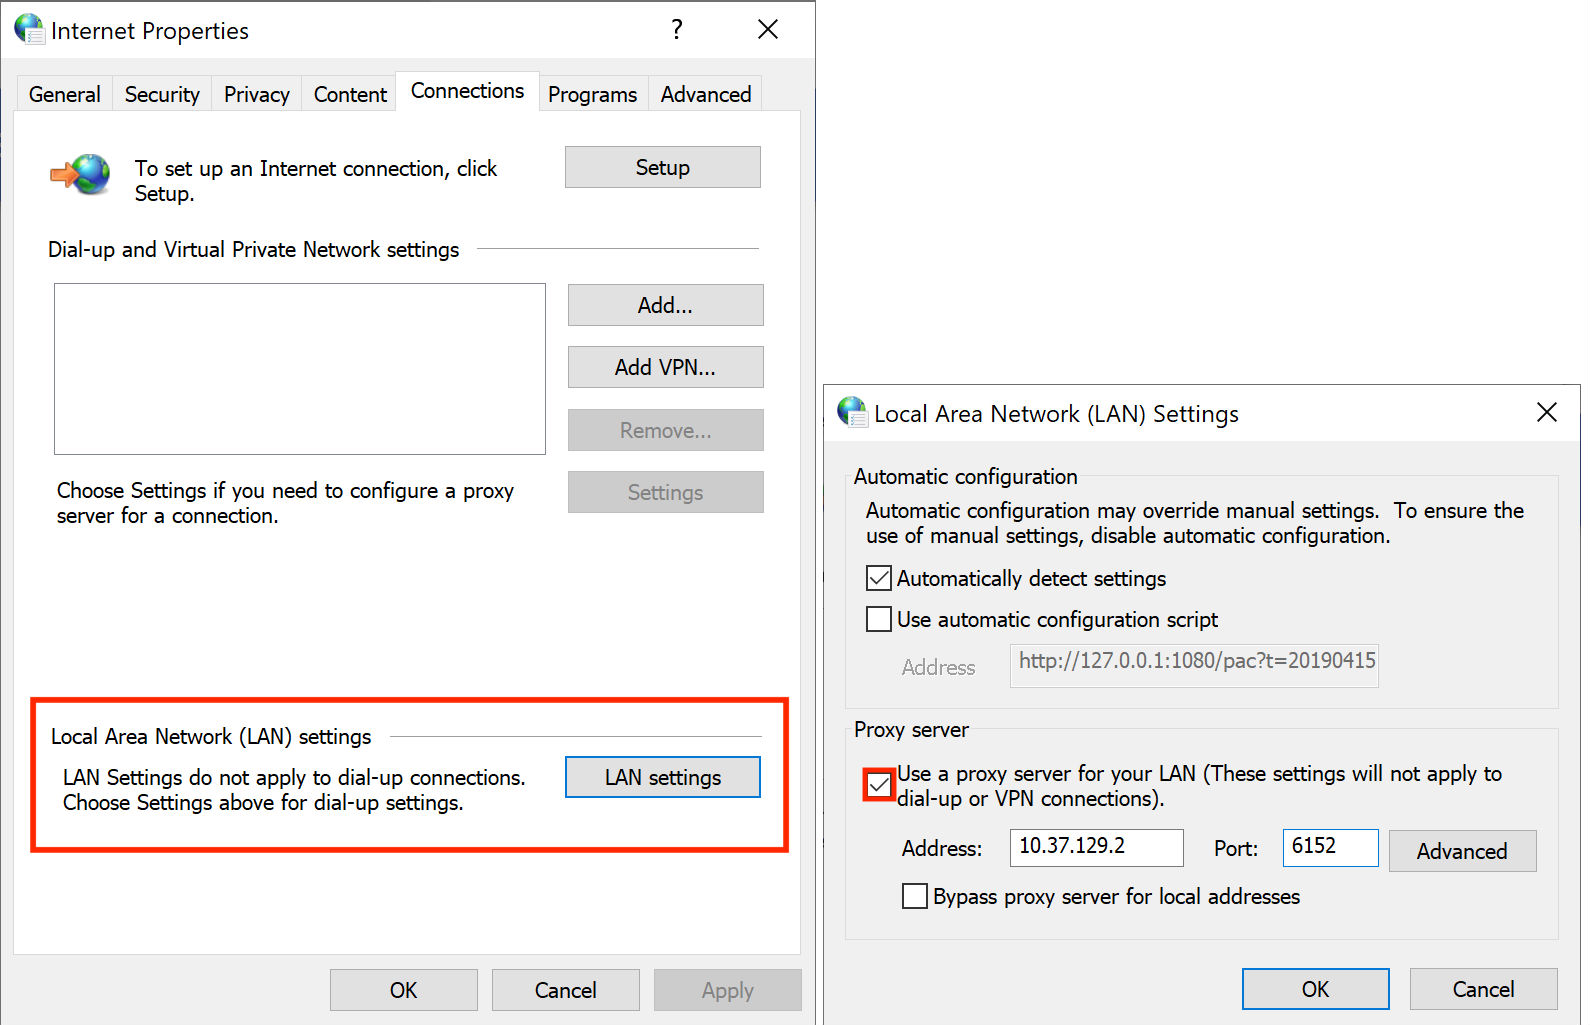 Internet Properties
?
General
Security
Privacy
Content
Connections
Programs
Advanced
To set up an Internet connection, click
Setup.
Setup
Dial-up and Virtual Private Network settings
Add...
Add VPN...
Remove...
Choose Settings if you need to configure a proxy
server for a connection.
Settings
Local Area Network (LAN) settings
LAN Settings do not apply to dial-up connections.
Choose Settings above for dial-up settings.
LAN settings
OK
Cancel
Apply
Local Area Network (LAN) Settings
Automatic configuration
Automatic configuration may override manual settings.  To ensure the
use of manual settings, disable automatic configuration.
Automatically detect settings
Use automatic configuration script
Address
http://127.0.0.1:1080/pac?t=20190415
Proxy server
Use a proxy server for your LAN (These settings will not apply to
dial-up or VPN connections).
Address:
10.37.129.2
Port:
6152
Advanced
Bypass proxy server for local addresses
OK
Cancel